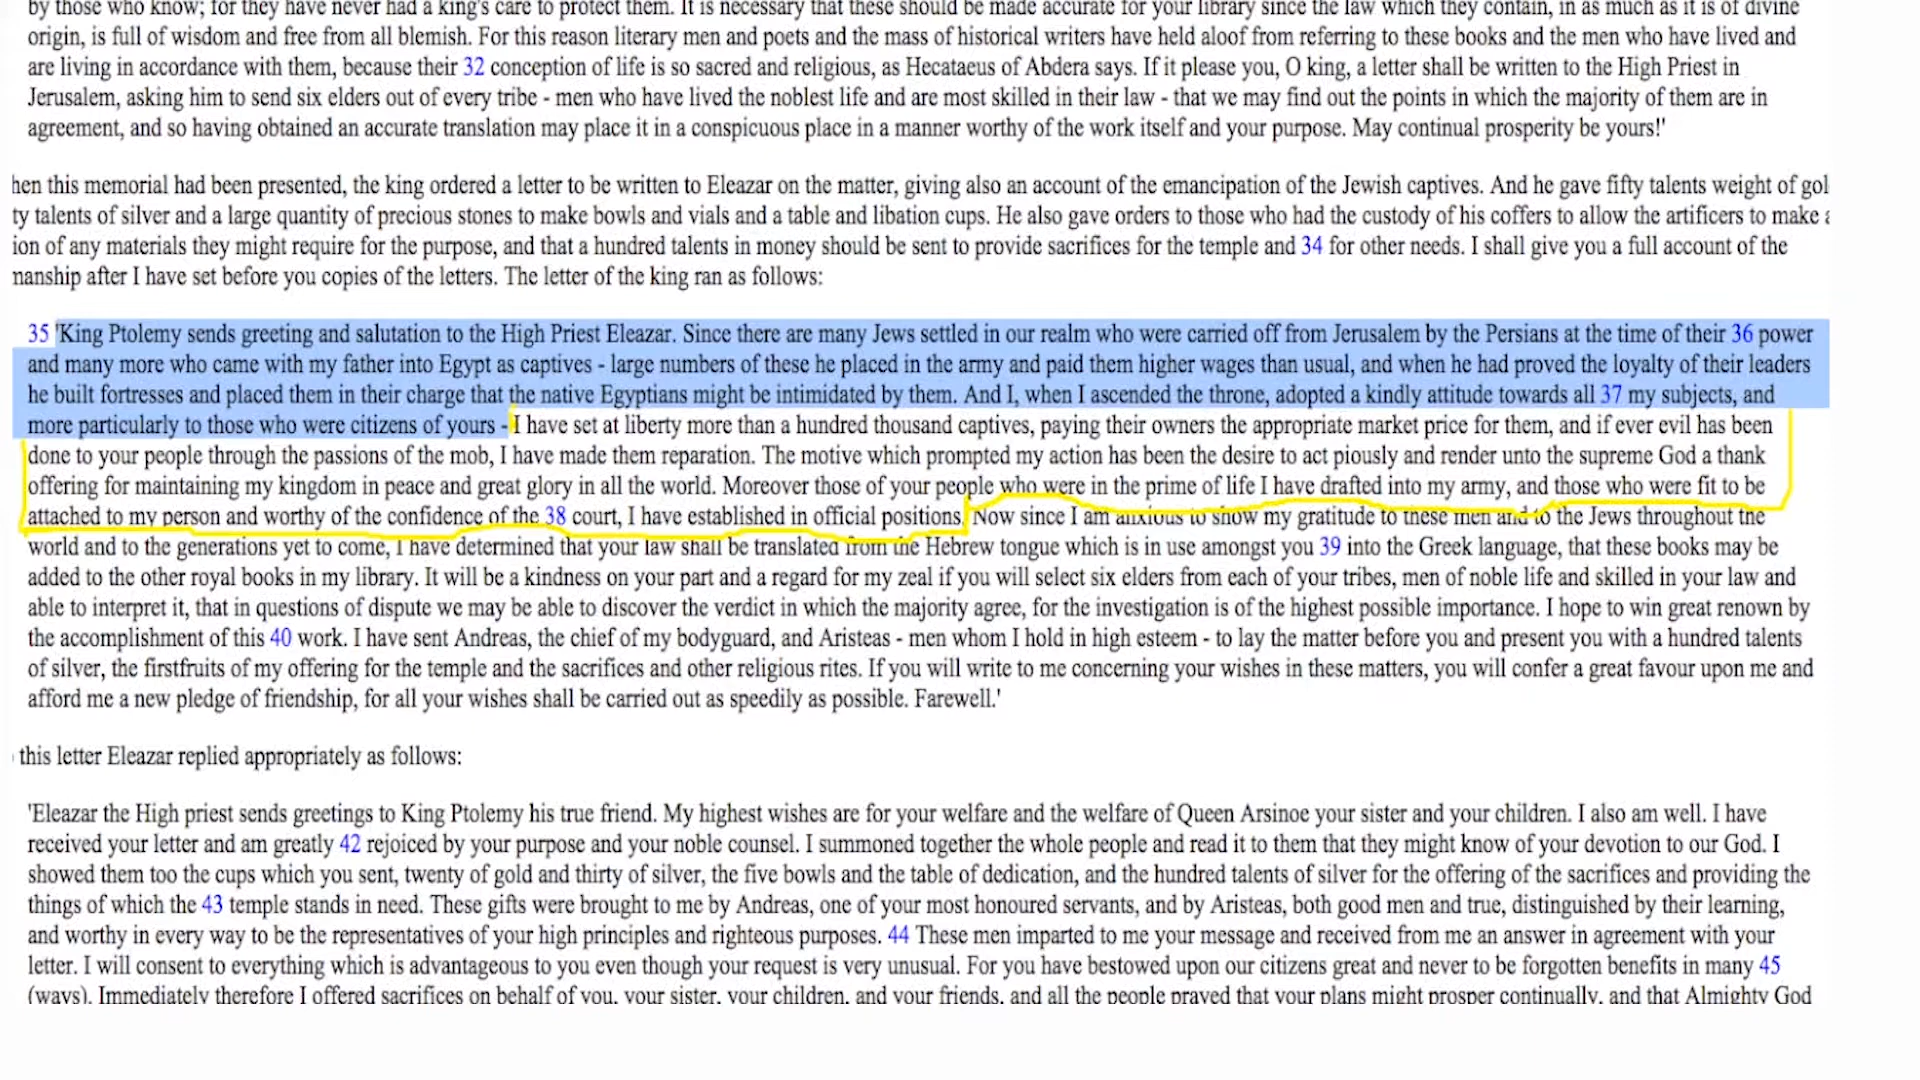 by those who know; for they have never had a king's care to protect them. It is necessary that these should be made accurate for your library since the law which they contain, in as much as it is of divine
origin, is full of wisdom and free from all blemish. For this reason literary men and poets and the mass of historical writers have held aloof from referring to these books and the men who have lived and
are living in accordance with them, because their 32 conception of life is so sacred and religious, as Hecataeus of Abdera says. If it please you, O king, a letter shall be written to the High Priest in
Jerusalem, asking him to send six elders out of every tribe - men who have lived the noblest life and are most skilled in their law - that we may find out the points in which the majority of them are in
agreement, and so having obtained an accurate translation may place it in a conspicuous place in a manner worthy of the work itself and your purpose. May continual prosperity be yours!'
hen this memorial had been presented, the king ordered a letter to be written to Eleazar on the matter, giving also an account of the emancipation of the Jewish captives. And he gave fifty talents weight of gol
ty talents of silver and a large quantity of precious stones to make bowls and vials and a table and libation cups. He also gave orders to those who had the custody of his coffers to allow the artificers to make a
ion of any materials they might require for the purpose, and that a hundred talents in money should be sent to provide sacrifices for the temple and 34 for other needs. I shall give you a full account of the
nanship after I have set before you copies of the letters. The letter of the king ran as follows:
35 'King Ptolemy sends greeting and salutation to the High Priest Eleazar. Since there are many Jews settled in our realm who were carried off from Jerusalem by the Persians at the time of their 36 power
and many more who came with my father into Egypt as captives - large numbers of these he placed in the army and paid them higher wages than usual, and when he had proved the loyalty of their leaders
he built fortresses and placed them in their charge that the native Egyptians might be intimidated by them. And I, when I ascended the throne, adopted a kindly attitude towards all 37 my subjects, and
more particularly to those who were citizens of yours - I have set at liberty more than a hundred thousand captives, paying their owners the appropriate market price for them, and if ever evil has been
done to your people through the passions of the mob, I have made them reparation. The motive which prompted my action has been the desire to act piously and render unto the supreme God a thank
offering for maintaining my kingdom in peace and great glory in all the world. Moreover those of your people who were in the prime of life I have drafted into my army, and those who were fit to be
attached to my person and worthy of the confidence of the 38 court, I have established in official positions. Now since I am anxious to show my gratitude to these men and to the Jews throughout the
world and to the generations yet to come, I have determined that your law shall be translated from the Hebrew tongue which is in use amongst you 39 into the Greek language, that these books may be
added to the other royal books in my library. It will be a kindness on your part and a regard for my zeal if you will select six elders from each of your tribes, men of noble life and skilled in your law and
able to interpret it, that in questions of dispute we may be able to discover the verdict in which the majority agree, for the investigation is of the highest possible importance. I hope to win great renown by
the accomplishment of this 40 work. I have sent Andreas, the chief of my bodyguard, and Aristeas - men whom I hold in high esteem - to lay the matter before you and present you with a hundred talents
of silver, the firstfruits of my offering for the temple and the sacrifices and other religious rites. If you will write to me concerning your wishes in these matters, you will confer a great favour upon me and
afford me a new pledge of friendship, for all your wishes shall be carried out as speedily as possible. Farewell.'
this letter Eleazar replied appropriately as follows:
'Eleazar the High priest sends greetings to King Ptolemy his true friend. My highest wishes are for your welfare and the welfare of Queen Arsinoe your sister and your children. I also am well. I have
received your letter and am greatly 42 rejoiced by your purpose and your noble counsel. I summoned together the whole people and read it to them that they might know of your devotion to our God. I
showed them too the cups which you sent, twenty of gold and thirty of silver, the five bowls and the table of dedication, and the hundred talents of silver for the offering of the sacrifices and providing the
things of which the 43 temple stands in need. These gifts were brought to me by Andreas, one of your most honoured servants, and by Aristeas, both good men and true, distinguished by their learning,
and worthy in every way to be the representatives of your high principles and righteous purposes. 44 These men imparted to me your message and received from me an answer in agreement with your
letter. I will consent to everything which is advantageous to you even though your request is very unusual. For you have bestowed upon our citizens great and never to be forgotten benefits in many 45
(ways). Immediately therefore I offered sacrifices on behalf of you, your sister, your children, and your friends, and all the people prayed that your plans might prosper continually, and that Almighty God